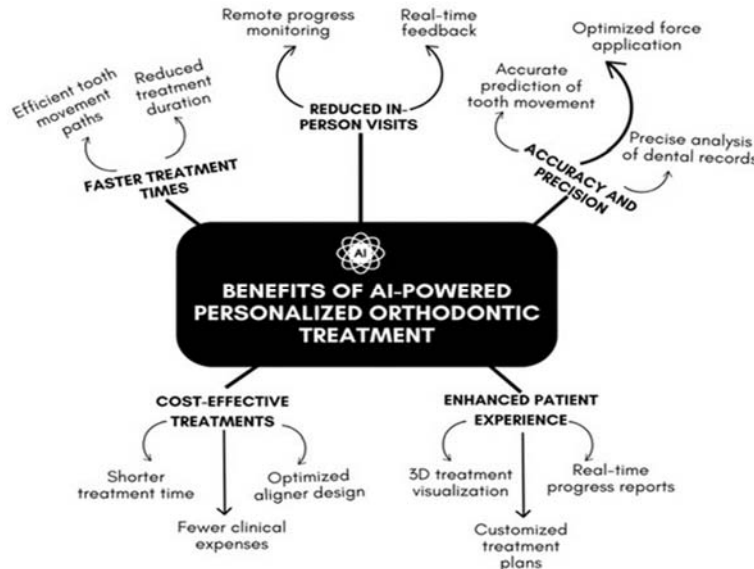 Remote progress
monitoring
Real-time
feedback
Optimized force
application
Efficient tooth
movement
paths
Reduced
treatment
duration
Accurate
prediction of
tooth movement
REDUCED IN-
PERSON VISITS
Precise analysis
of dental records
FASTER TREATMENT
TIMES
ACCURACY AND
PRECISION
AI
BENEFITS OF AI-POWERED
PERSONALIZED ORTHODONTIC
TREATMENT
COST-EFFECTIVE
TREATMENTS
ENHANCED PATIENT
EXPERIENCE
Shorter
treatment time
Optimized
aligner design
3D treatment
visualization
Real-time
progress reports
Fewer clinical
expenses
Customized
treatment
plans